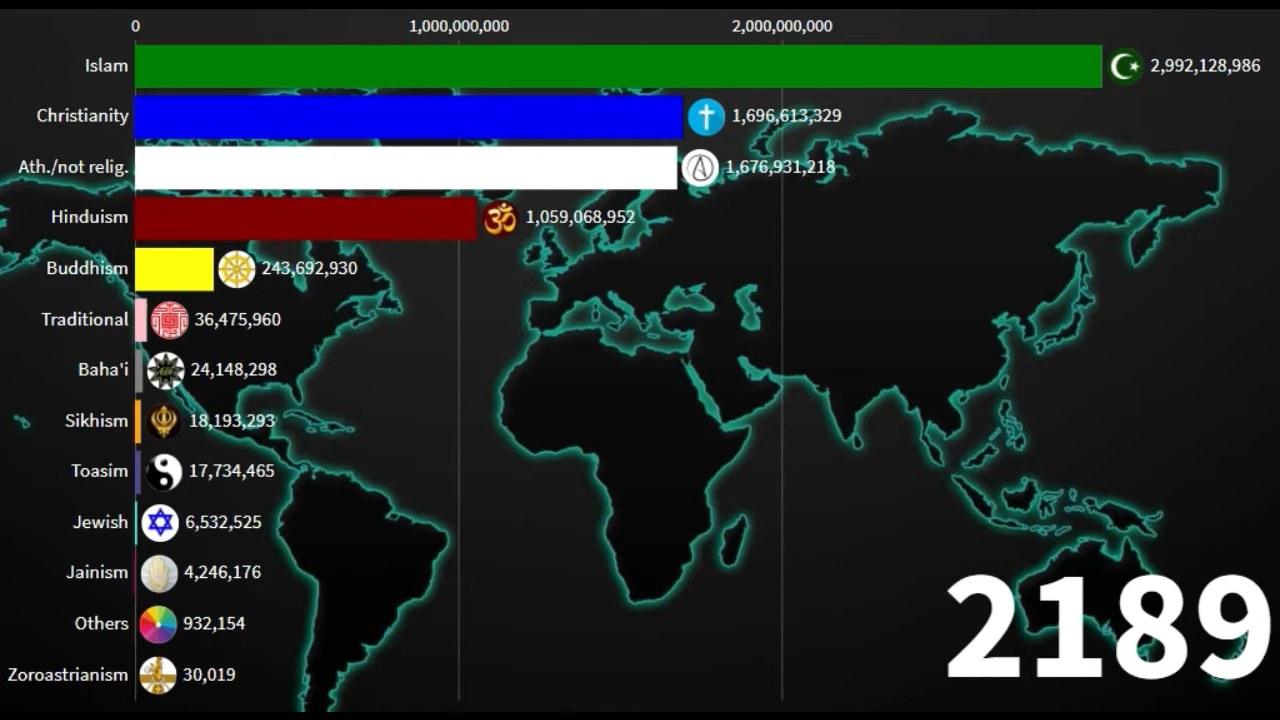 0 1,000,000,000 2,000,000,000
Islam 2,992,128,986
Christianity 1,696,613,329
Ath./not relig. 1,676,931,218
Hinduism 1,059,068,952
Buddhism 243,692,930
Traditional 36,475,960
Baha'i 24,148,298
Sikhism 18,193,293
Toasim 17,734,465
Jewish 6,532,525
Jainism 4,246,176
Others 932,154
Zoroastrianism 30,019
2189